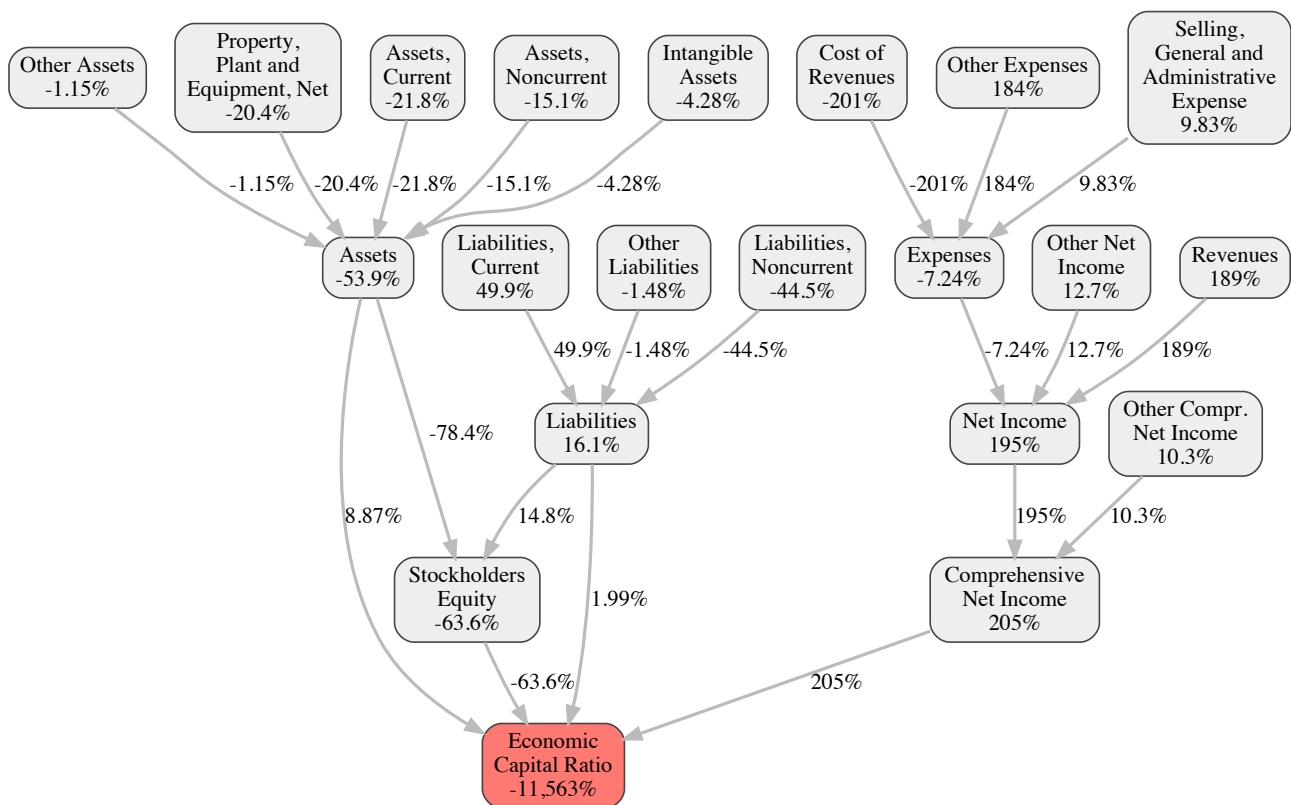 Other Assets
-1.15%
Property,
Plant and
Equipment, Net
-20.4%
Assets,
Current
-21.8%
Assets,
Noncurrent
-15.1%
Intangible
Assets
-4.28%
Cost of
Revenues
-201%
Other Expenses
184%
Selling,
General and
Administrative
Expense
9.83%
-1.15%
-20.4%
-21.8%
-15.1%
-4.28%
-201%
184%
9.83%
Assets
-53.9%
Liabilities,
Current
49.9%
Other
Liabilities
-1.48%
Liabilities,
Noncurrent
-44.5%
Expenses
-7.24%
Other Net
Income
12.7%
Revenues
189%
49.9%
-1.48%
-44.5%
-7.24%
12.7%
189%
-78.4%
Liabilities
16.1%
Net Income
195%
Other Compr.
Net Income
10.3%
8.87%
14.8%
195%
10.3%
Stockholders
Equity
-63.6%
1.99%
Comprehensive
Net Income
205%
-63.6%
205%
Economic
Capital Ratio
-11,563%